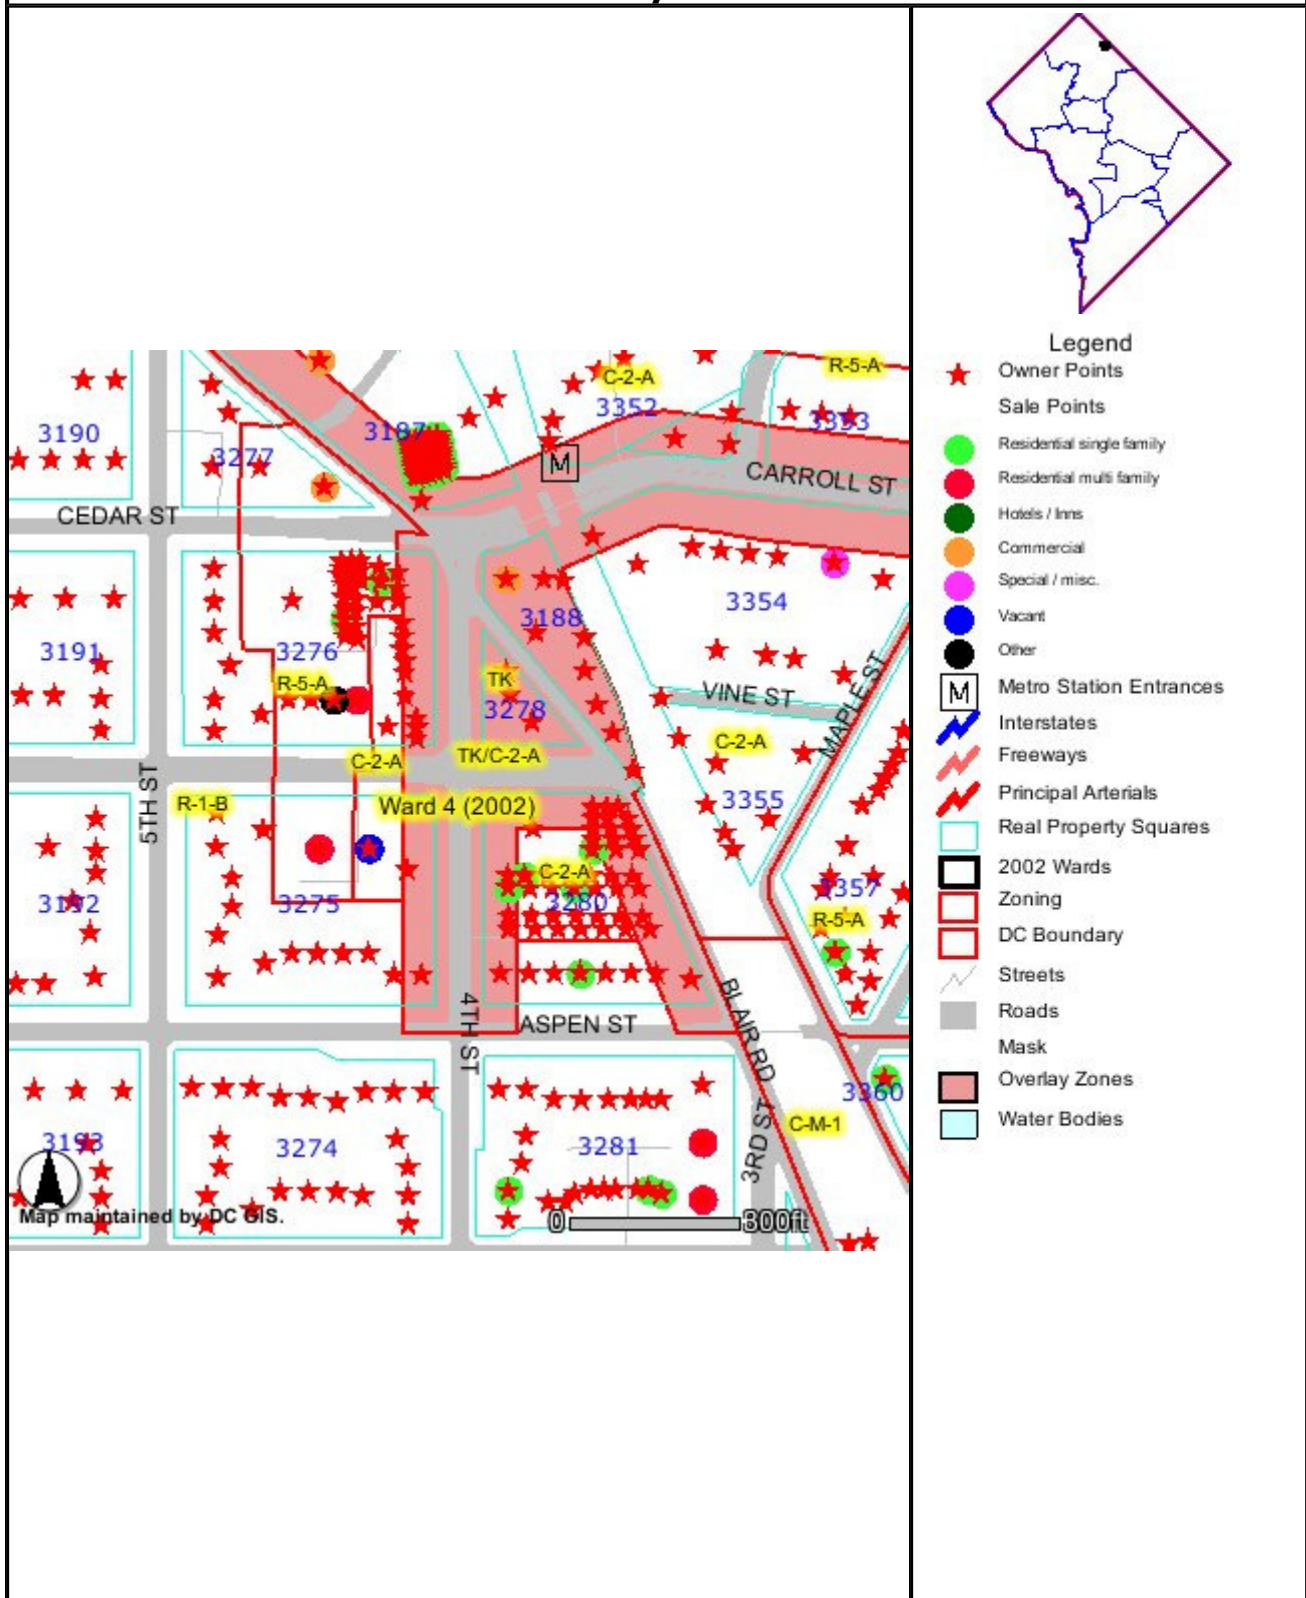 Legend
Owner Points
Sale Points
Residential single family
Residential multi family
Hotels / Inns
Commercial
Special / misc.
Vacant
Other
M Metro Station Entrances
Interstates
Freeways
Principal Arterials
Real Property Squares
2002 Wards
Zoning
DC Boundary
Streets
Roads
Mask
Overlay Zones
Water Bodies
R-5-A
C-2-A
3352
3353
3190
3187
3277
M
CARROLL ST
CEDAR ST
3354
3188
3191
3276
R-5-A
TK
3278
VINE ST
MAPLE ST
C-2-A
TK/C-2-A
C-2-A
5TH ST
R-1-B
Ward 4 (2002)
3355
C-2-A
3357
3192
3275
3280
R-5-A
4TH ST
ASPEN ST
BLAIR RD
3360
C-M-1
3193
3274
3281
3RD ST
Map maintained by DC GIS.
0 300ft